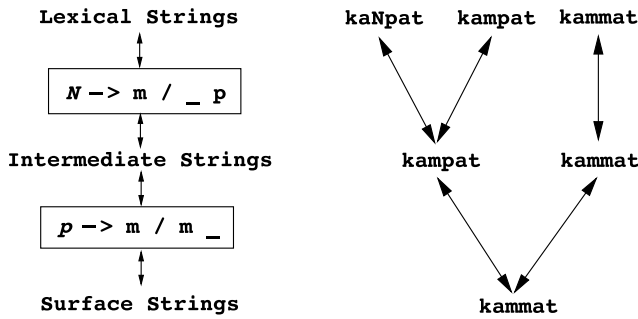 Lexical Strings
N -> m / _ p
Intermediate Strings
p -> m / m _
Surface Strings
kaNpat kampat kammat
kampat kammat
kammat